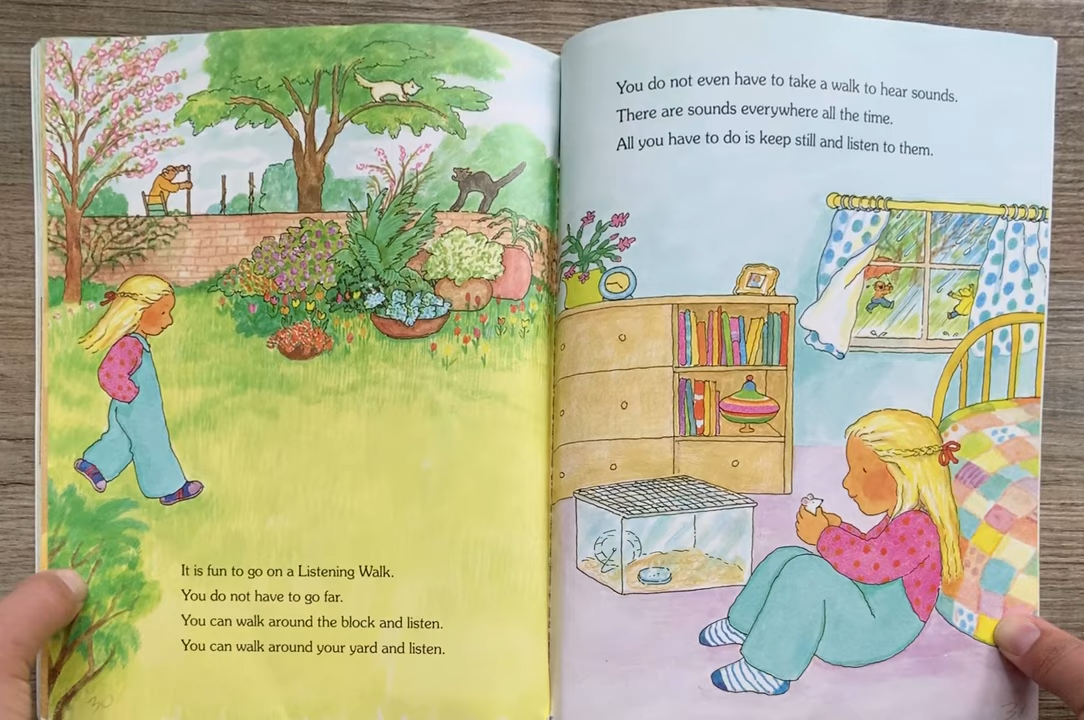 It is fun to go on a Listening Walk.
You do not have to go far.
You can walk around the block and listen.
You can walk around your yard and listen.
30
You do not even have to take a walk to hear sounds.
There are sounds everywhere all the time.
All you have to do is keep still and listen to them.